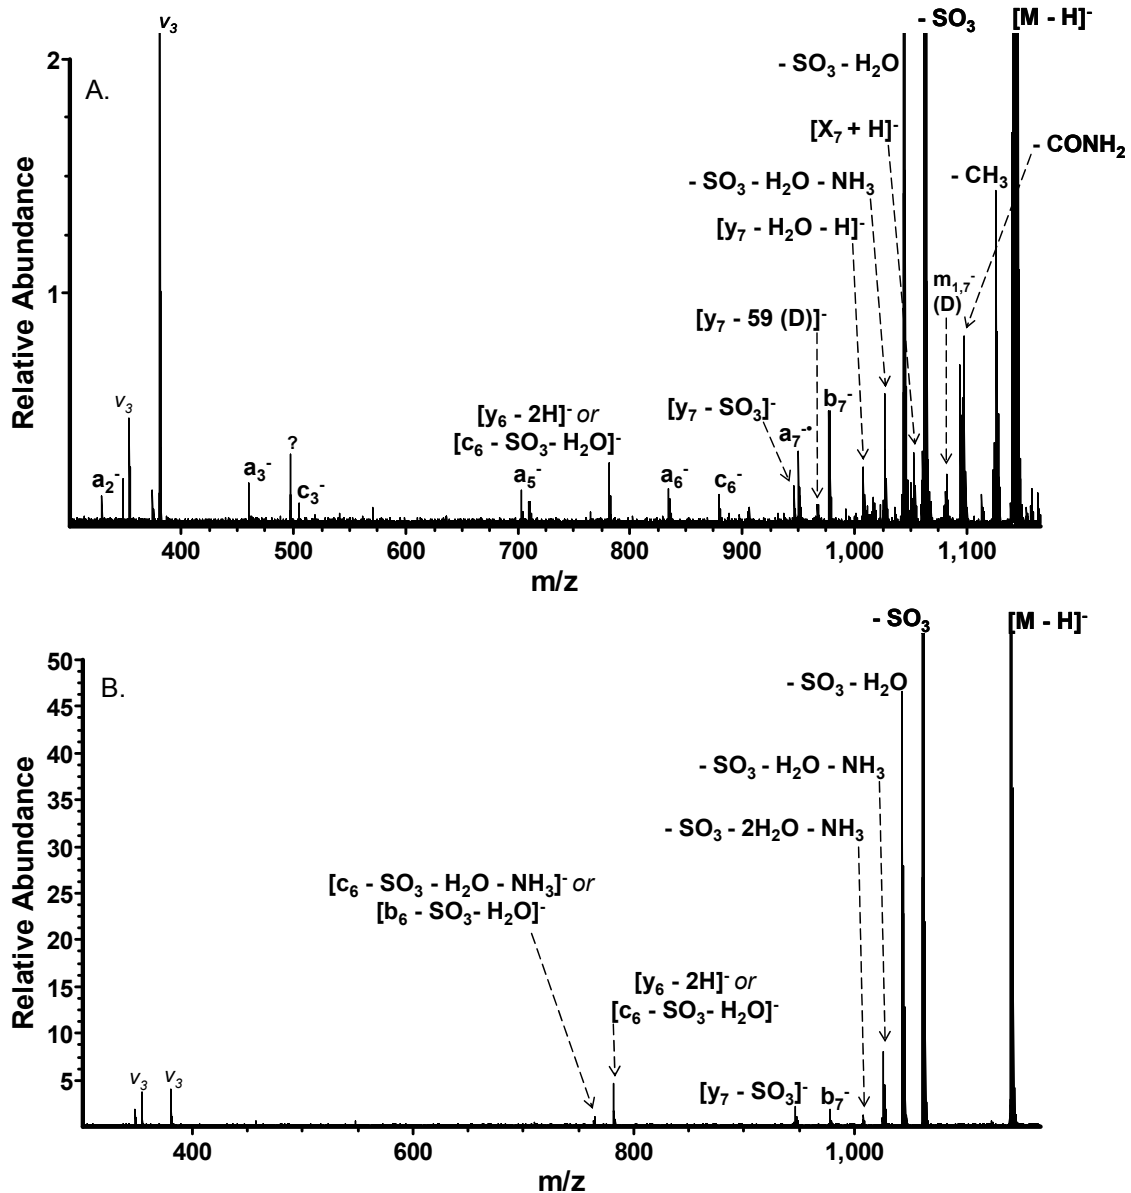 v₃
- SO₃
[M - H]⁻
2
A.
- SO₃ - H₂O
[X₇ + H]⁻
- CONH₂
- SO₃ - H₂O - NH₃
- CH₃
[y₇ - H₂O - H]⁻
m₁,₇⁻
(D)
1
[y₇ - 59 (D)]⁻
v₃
[y₆ - 2H]⁻ or
[c₆ - SO₃ - H₂O]⁻
[y₇ - SO₃]⁻
b₇⁻
a₇⁻•
?
a₂⁻
a₃⁻
c₃⁻
a₅⁻
a₆⁻
c₆⁻
Relative Abundance
400
500
600
700
800
900
1,000
1,100
m/z
- SO₃
[M - H]⁻
50
B.
- SO₃ - H₂O
45
40
- SO₃ - H₂O - NH₃
35
- SO₃ - 2H₂O - NH₃
30
[c₆ - SO₃ - H₂O - NH₃]⁻ or
[b₆ - SO₃- H₂O]⁻
25
20
[y₆ - 2H]⁻ or
[c₆ - SO₃- H₂O]⁻
15
10
v₃
v₃
[y₇ - SO₃]⁻
b₇⁻
5
Relative Abundance
400
600
800
1,000
m/z